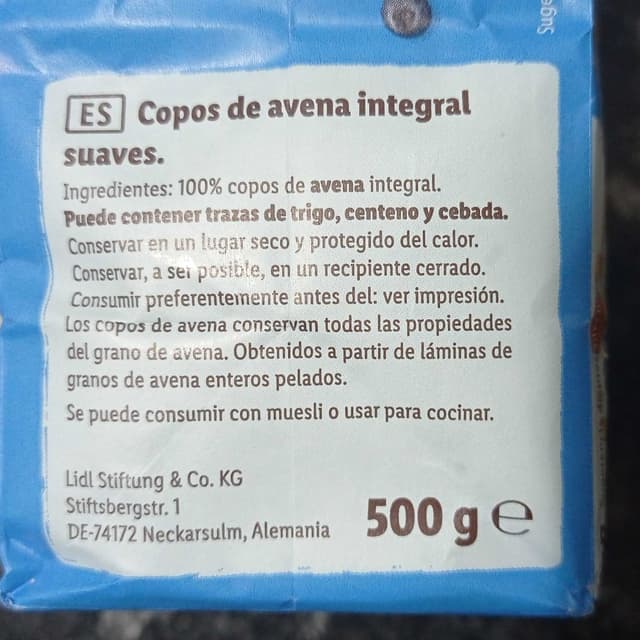 Suge
ES Copos de avena integral
suaves.
Ingredientes: 100% copos de avena integral.
Puede contener trazas de trigo, centeno y cebada.
Conservar en un lugar seco y protegido del calor.
Conservar, a ser posible, en un recipiente cerrado.
Consumir preferentemente antes del: ver impresión.
Los copos de avena conservan todas las propiedades
del grano de avena. Obtenidos a partir de láminas de
granos de avena enteros pelados.
Se puede consumir con muesli o usar para cocinar.
Lidl Stiftung & Co. KG
Stiftsbergstr. 1
DE-74172 Neckarsulm, Alemania
500 g ℮